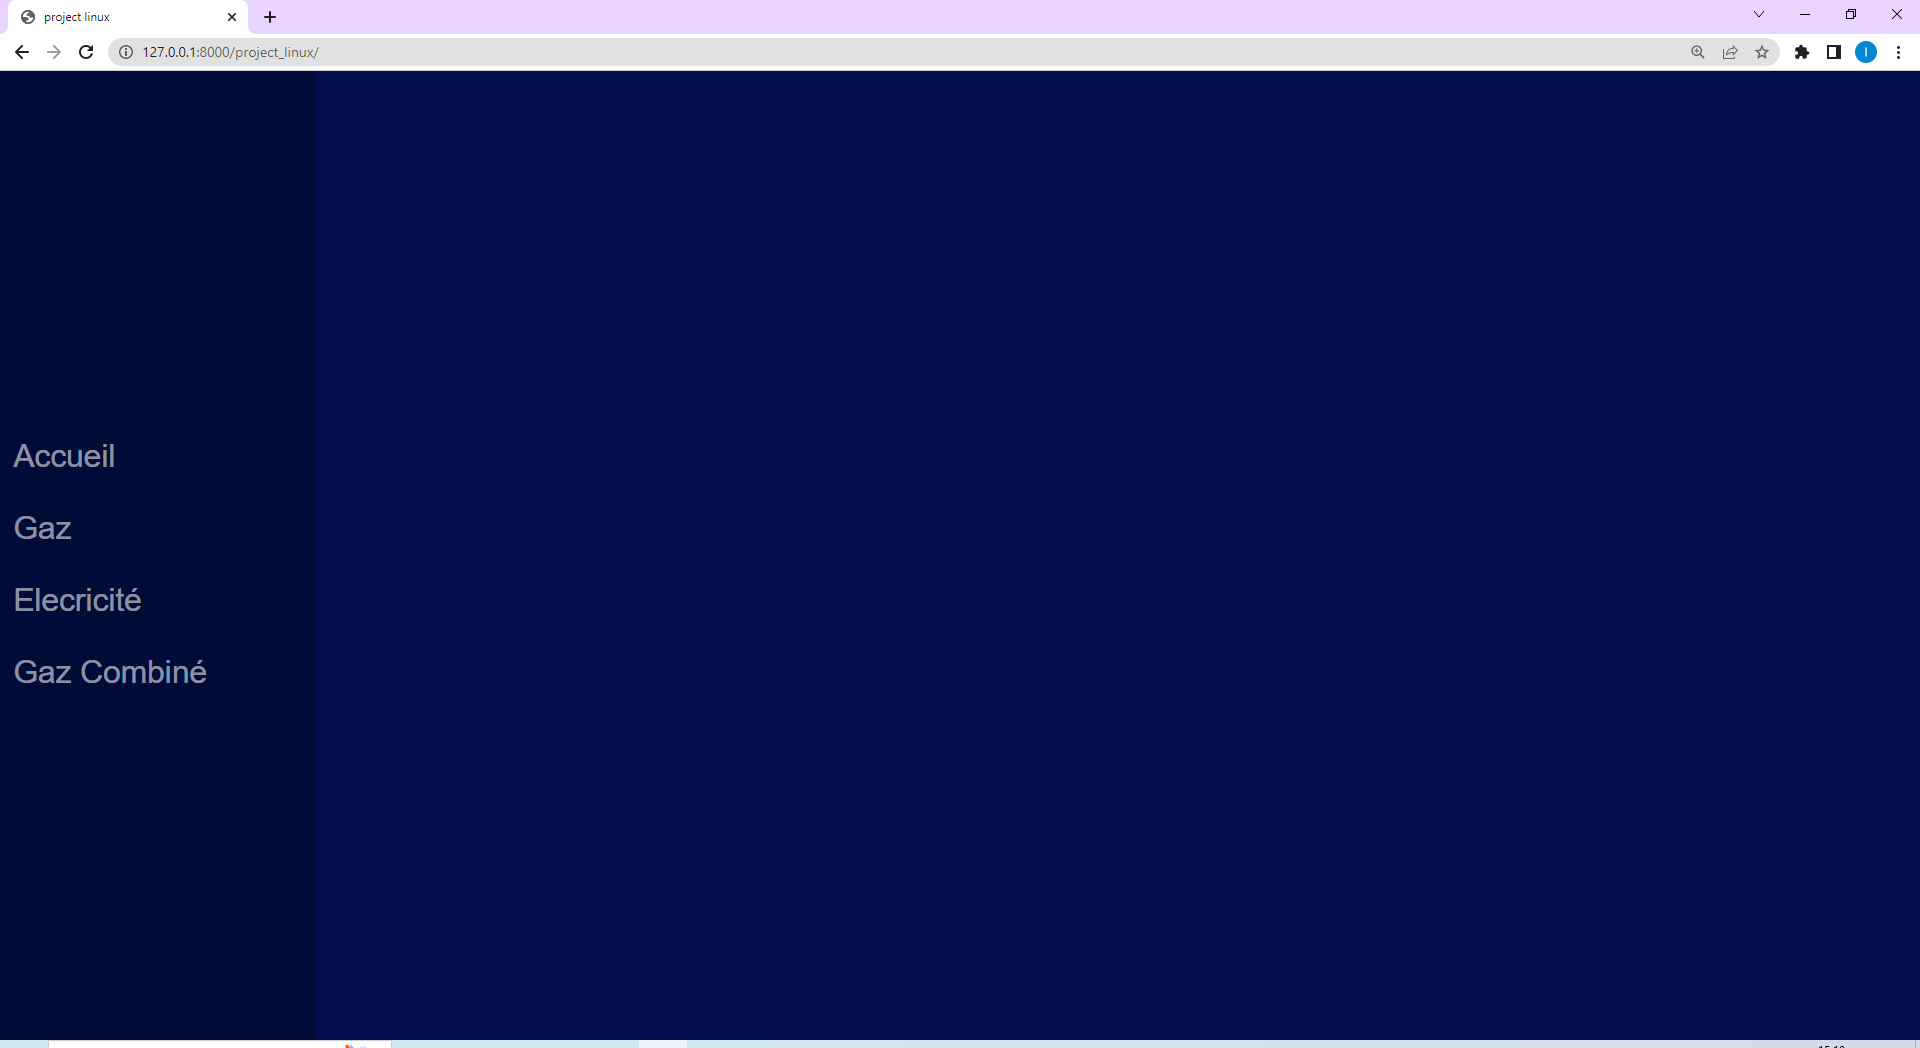 project linux
127.0.0.1:8000/project_linux/
I
Accueil
Gaz
Elecricité
Gaz Combiné